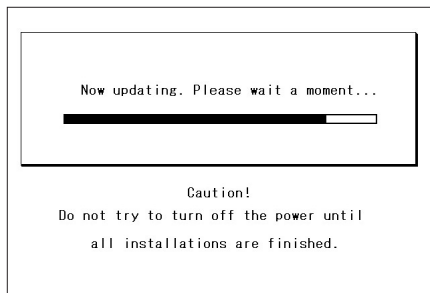 Now updating. Please wait a moment...
Caution!
Do not try to turn off the power until
all installations are finished.